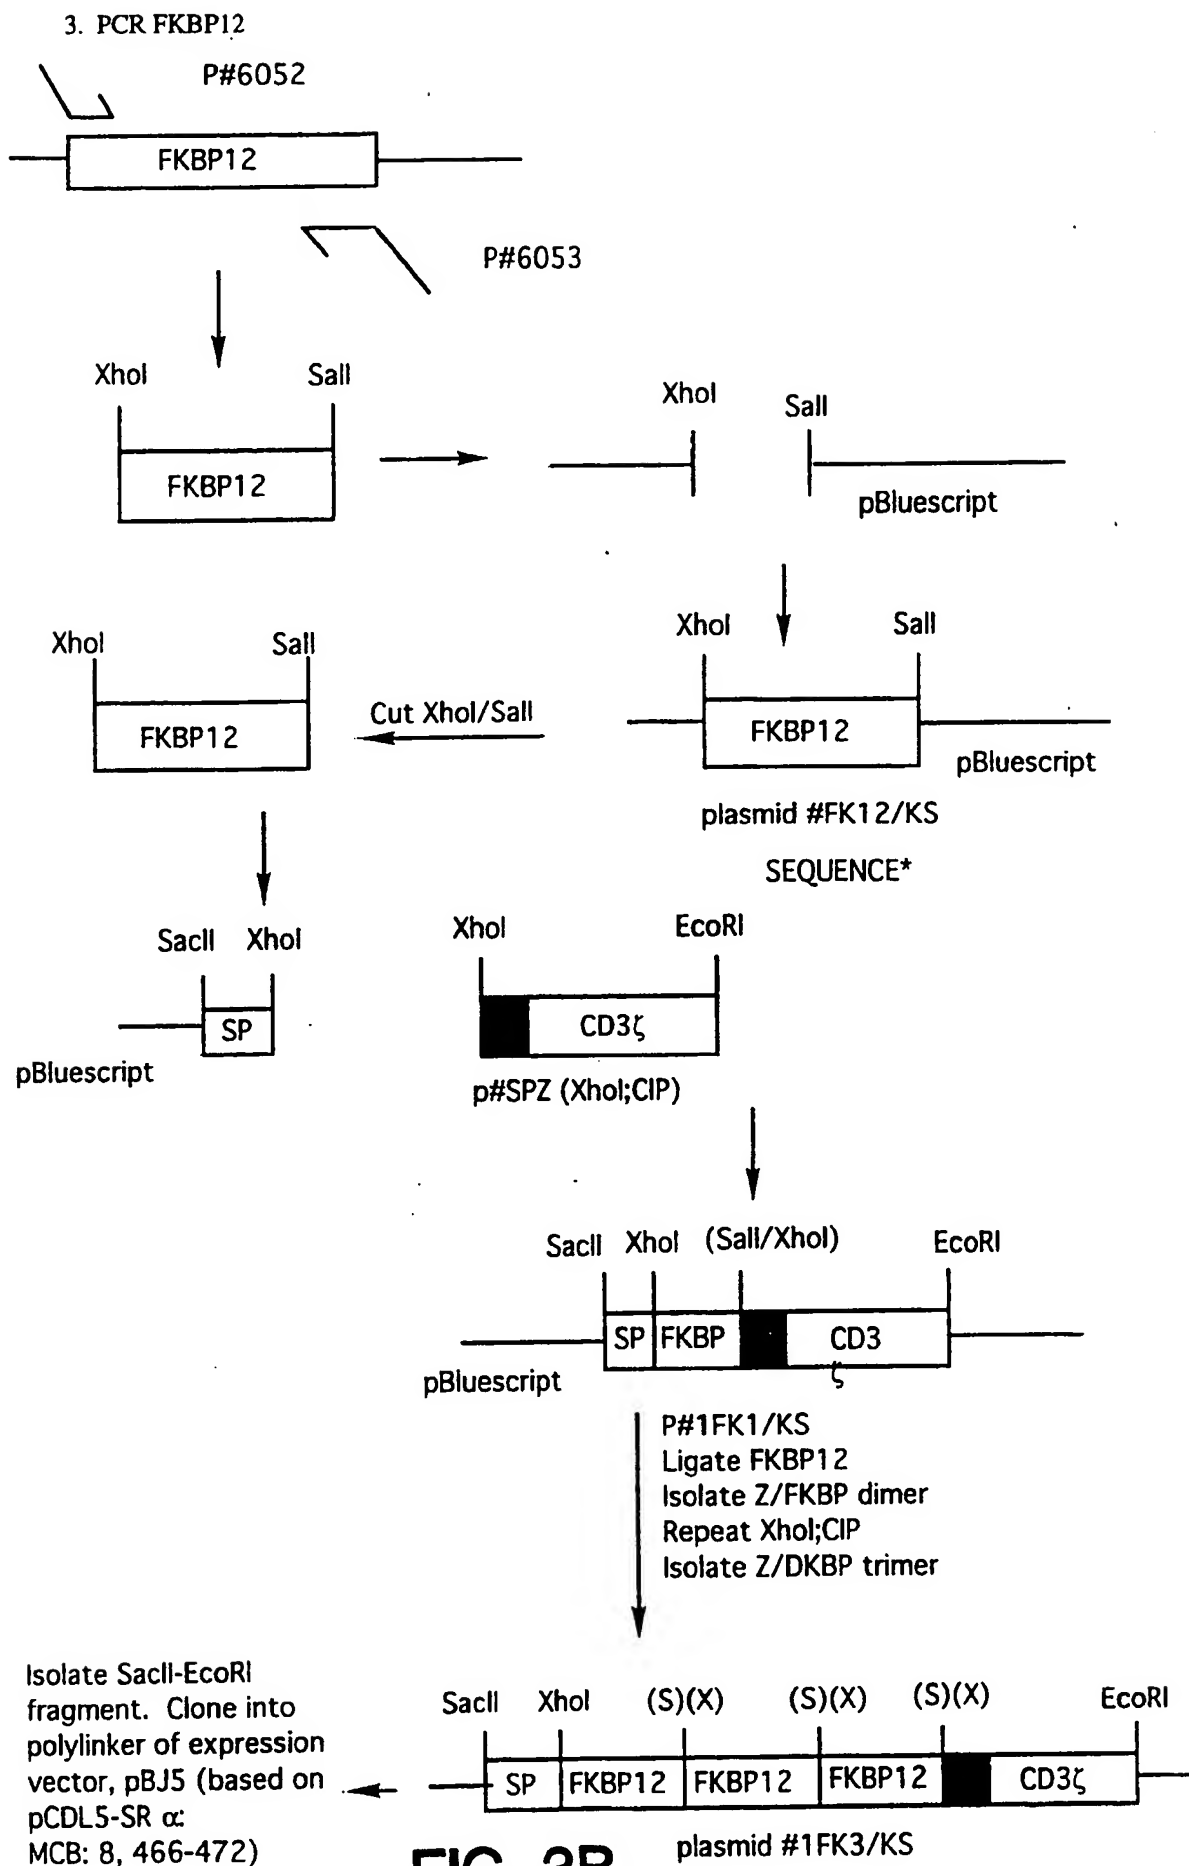 3. PCR FKBP12
P#6052
FKBP12
P#6053
XhoI SalI
FKBP12
XhoI SalI
pBluescript
XhoI SalI
FKBP12
Cut XhoI/SalI
XhoI SalI
FKBP12
pBluescript
plasmid #FK12/KS
SEQUENCE*
SacII XhoI
SP
pBluescript
XhoI EcoRI
CD3ζ
p#SPZ (XhoI;CIP)
SacII XhoI (SalI/XhoI) EcoRI
SP FKBP CD3
ζ
pBluescript
P#1FK1/KS
Ligate FKBP12
Isolate Z/FKBP dimer
Repeat XhoI;CIP
Isolate Z/DKBP trimer
Isolate SacII-EcoRI
fragment. Clone into
polylinker of expression
vector, pBJ5 (based on
pCDL5-SR α:
MCB: 8, 466-472)
SacII XhoI (S)(X) (S)(X) (S)(X) EcoRI
SP FKBP12 FKBP12 FKBP12 CD3ζ
plasmid #1FK3/KS